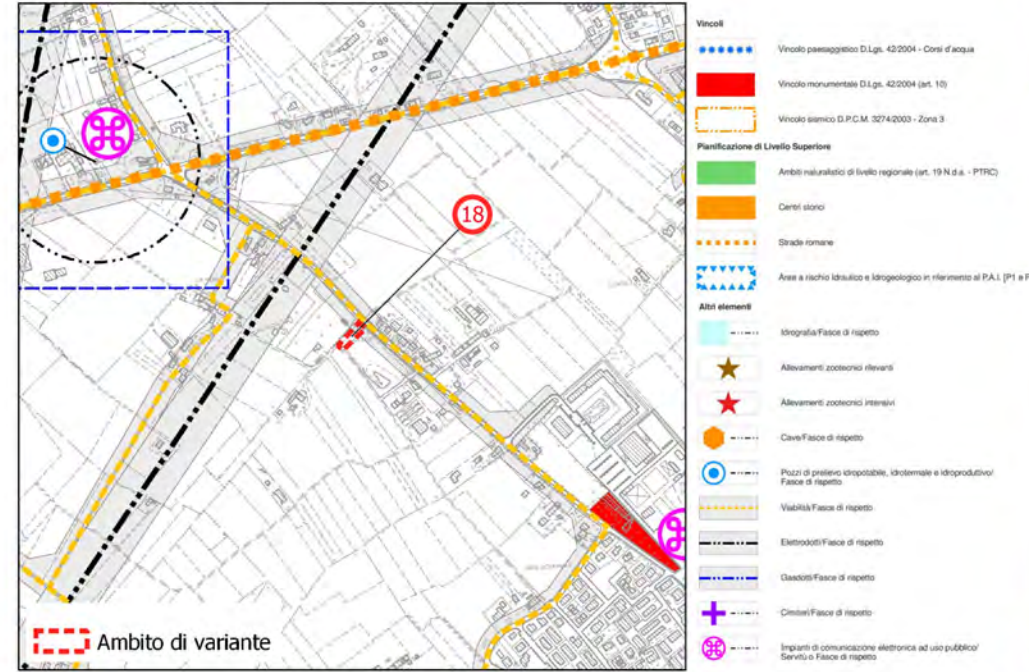 18
Ambito di variante
Vincoli
Vincolo paesaggistico D.Lgs. 42/2004 - Corsi d'acqua
Vincolo monumentale D.Lgs. 42/2004 (art. 10)
Vincolo sismico D.P.C.M. 3274/2003 - Zona 3
Pianificazione di Livello Superiore
Ambiti naturalistici di livello regionale (art. 19 N.d.a. - PTRC)
Centri storici
Strade romane
Aree a rischio Idraulico e Idrogeologico in riferimento al P.A.I. [P1 e P
Altri elementi
Idrografia/Fasce di rispetto
Allevamenti zootecnici rilevanti
Allevamenti zootecnici intensivi
Cave/Fasce di rispetto
Pozzi di prelievo idropotabile, idrotermale e idroproduttivo/
Fasce di rispetto
Viabilità/Fasce di rispetto
Elettrodotti/Fasce di rispetto
Gasdotti/Fasce di rispetto
Cimiteri/Fasce di rispetto
Impianti di comunicazione elettronica ad uso pubblico/
Servitù o Fasce di rispetto